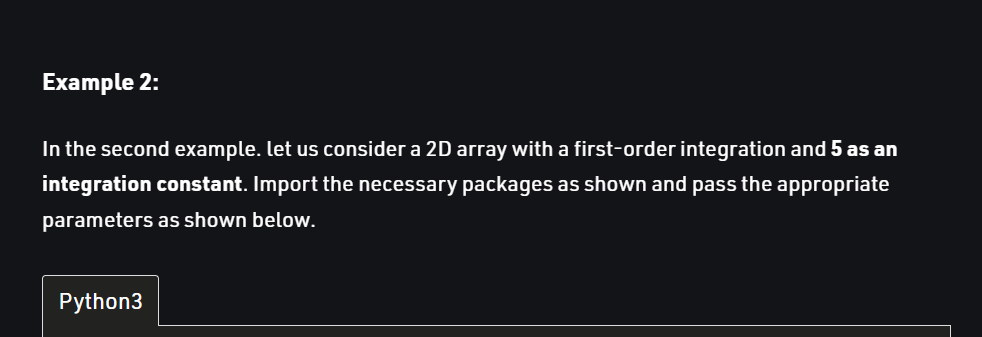 Example 2:
In the second example. let us consider a 2D array with a first-order integration and 5 as an
integration constant. Import the necessary packages as shown and pass the appropriate
parameters as shown below.
Python3